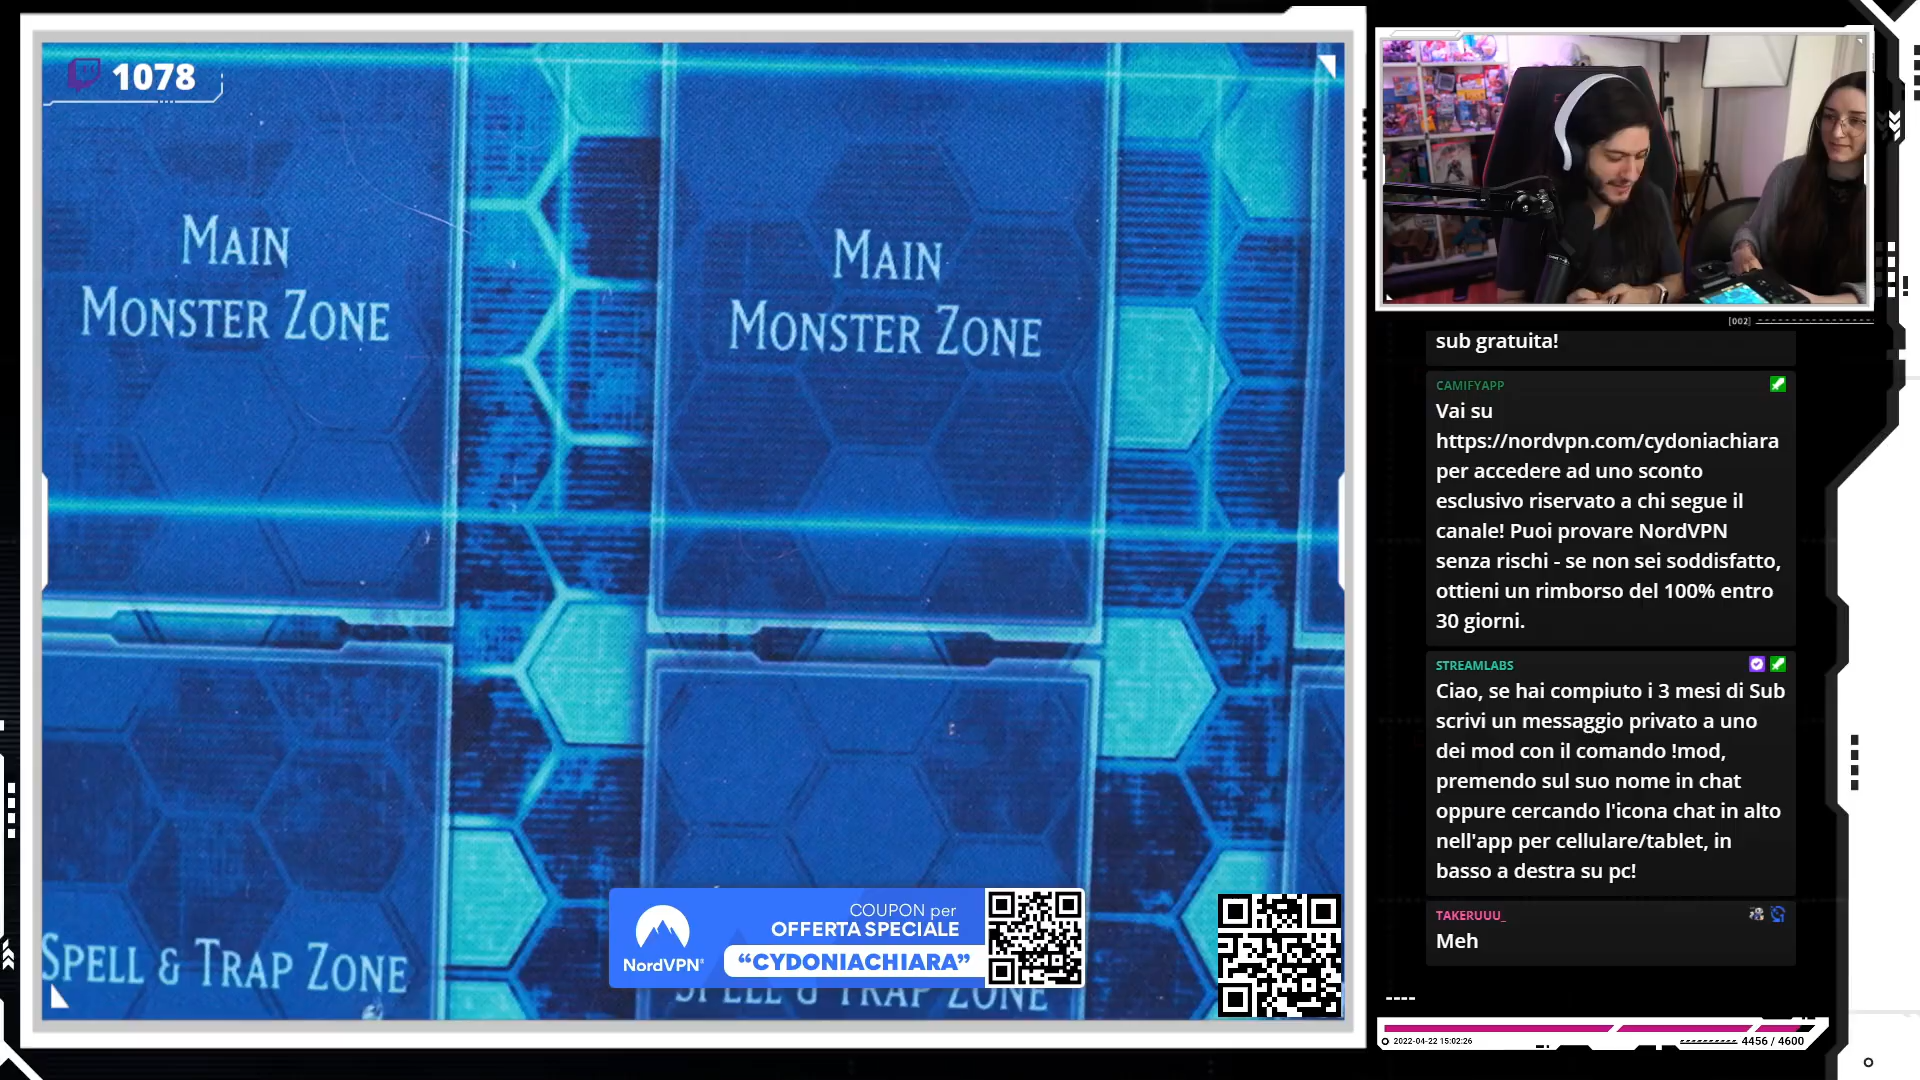 1078
MAIN
MONSTER ZONE
MAIN
MONSTER ZONE
SPELL & TRAP ZONE
SPELL & TRAP ZONE
COUPON per
OFFERTA SPECIALE
NordVPN®
“CYDONIACHIARA”
[002]
sub gratuita!
CAMIFYAPP
Vai su
https://nordvpn.com/cydoniachiara
per accedere ad uno sconto
esclusivo riservato a chi segue il
canale! Puoi provare NordVPN
senza rischi - se non sei soddisfatto,
ottieni un rimborso del 100% entro
30 giorni.
STREAMLABS
Ciao, se hai compiuto i 3 mesi di Sub
scrivi un messaggio privato a uno
dei mod con il comando !mod,
premendo sul suo nome in chat
oppure cercando l'icona chat in alto
nell'app per cellulare/tablet, in
basso a destra su pc!
TAKERUUU_
Meh
----
2022-04-22 15:02:26
4456 / 4600